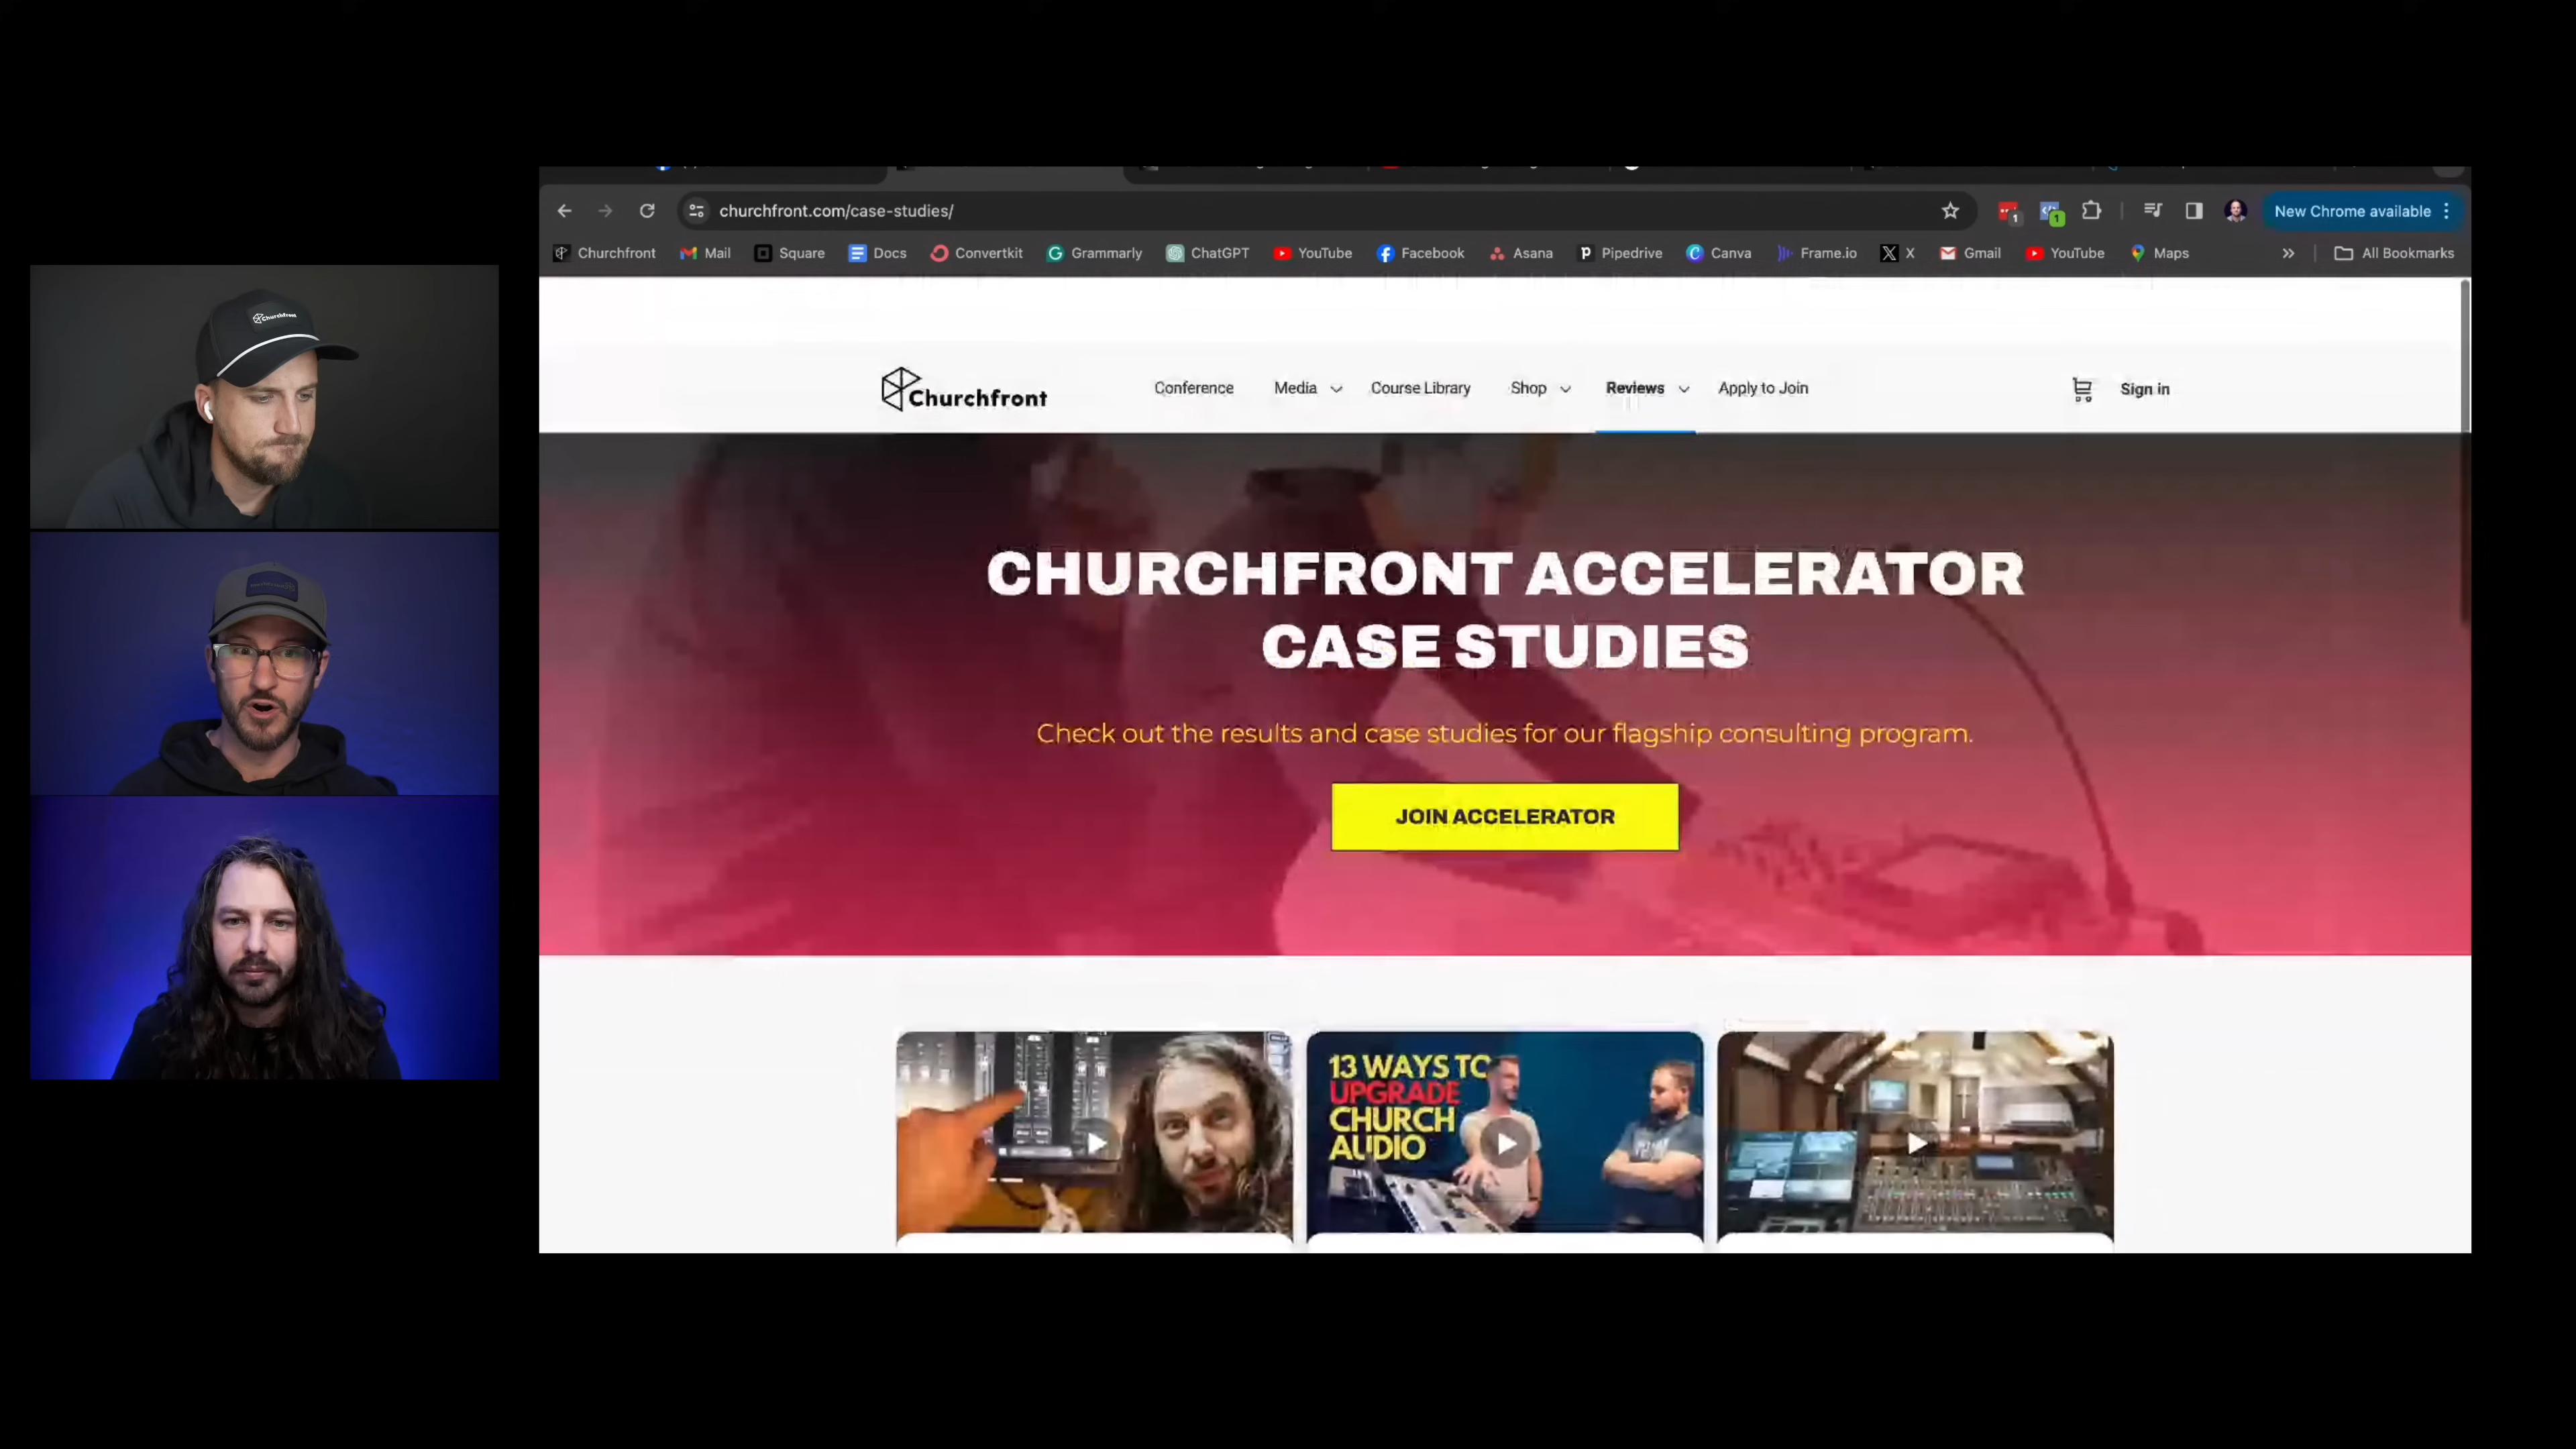 churchfront.com/case-studies/
1
1
New Chrome available
Churchfront
Mail
Square
Docs
Convertkit
Grammarly
ChatGPT
YouTube
Facebook
Asana
Pipedrive
Canva
Frame.io
X
Gmail
YouTube
Maps
All Bookmarks
Churchfront
Churchfront
Conference
Media
Course Library
Shop
Reviews
Apply to Join
Sign in
CHURCHFRONT ACCELERATOR
CASE STUDIES
Check out the results and case studies for our flagship consulting program.
JOIN ACCELERATOR
13 WAYS TO
UPGRADE
CHURCH
AUDIO